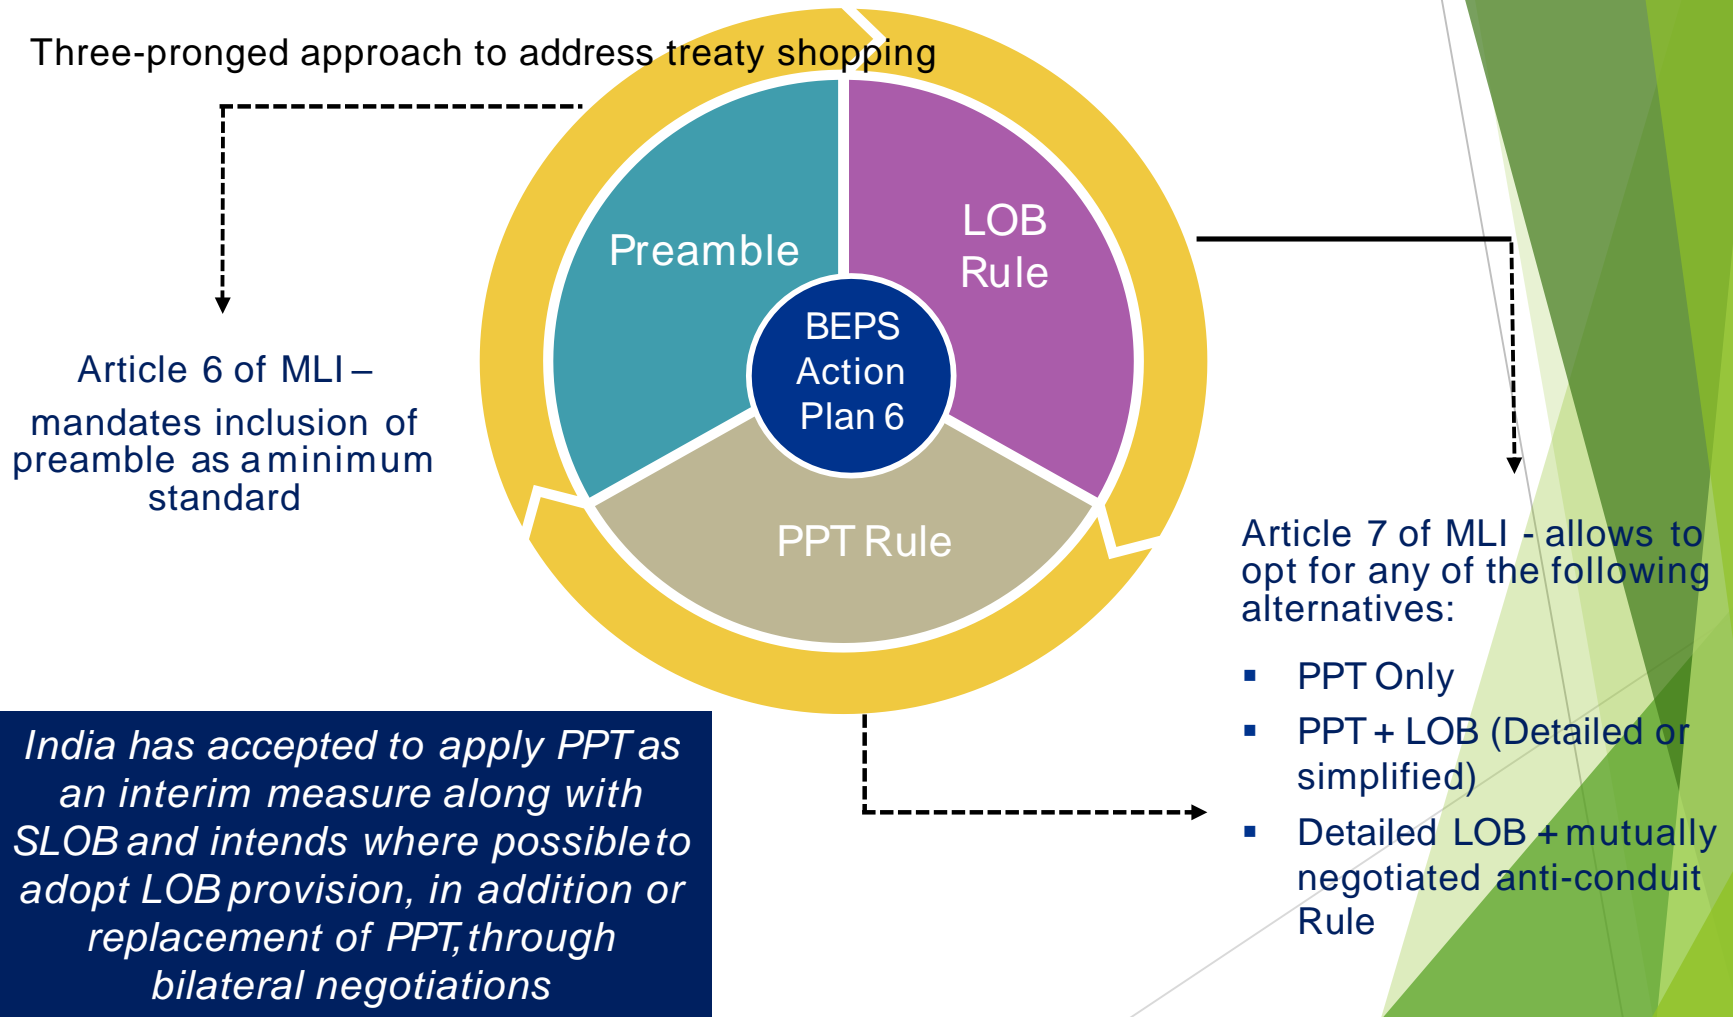 Three-pronged approach to address treaty shopping
Preamble
LOB
Rule
BEPS
Action
Plan 6
PPT Rule
Article 6 of MLI –
mandates inclusion of
preamble as a minimum
standard
Article 7 of MLI - allows to
opt for any of the following
alternatives:
▪ PPT Only
▪ PPT + LOB (Detailed or
simplified)
▪ Detailed LOB + mutually
negotiated anti-conduit
Rule
India has accepted to apply PPT as
an interim measure along with
SLOB and intends where possible to
adopt LOB provision, in addition or
replacement of PPT, through
bilateral negotiations